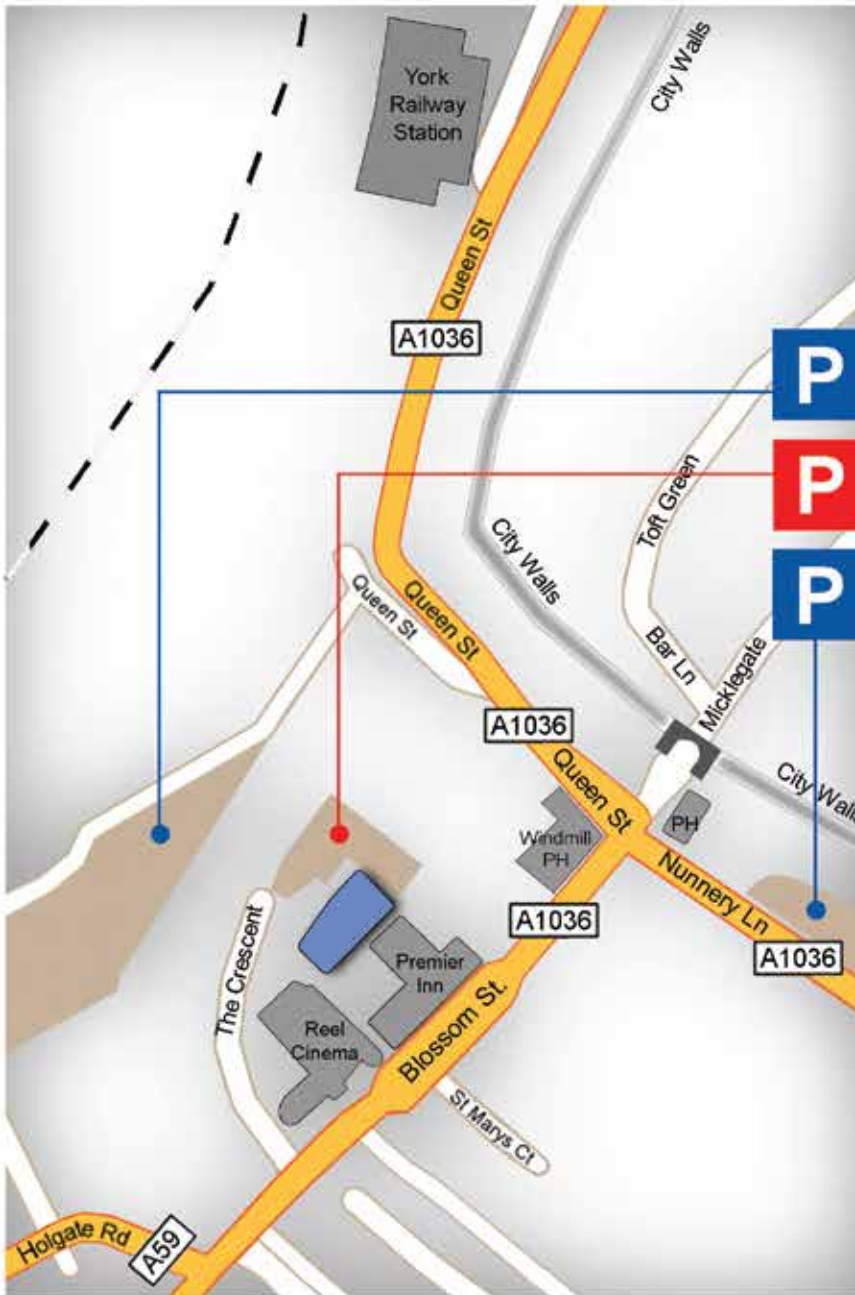 York
Railway
Station
City Walls
Queen St
A1036
P
P
P
Toft Green
City Walls
Queen St
Queen St
Bar Ln
Micklegate
A1036
Queen St
City Walls
Windmill
PH
PH
Nunnery Ln
A1036
A1036
The Crescent
Premier
Inn
Reel
Cinema
Blossom St.
St Marys Ct
Holgate Rd
A59